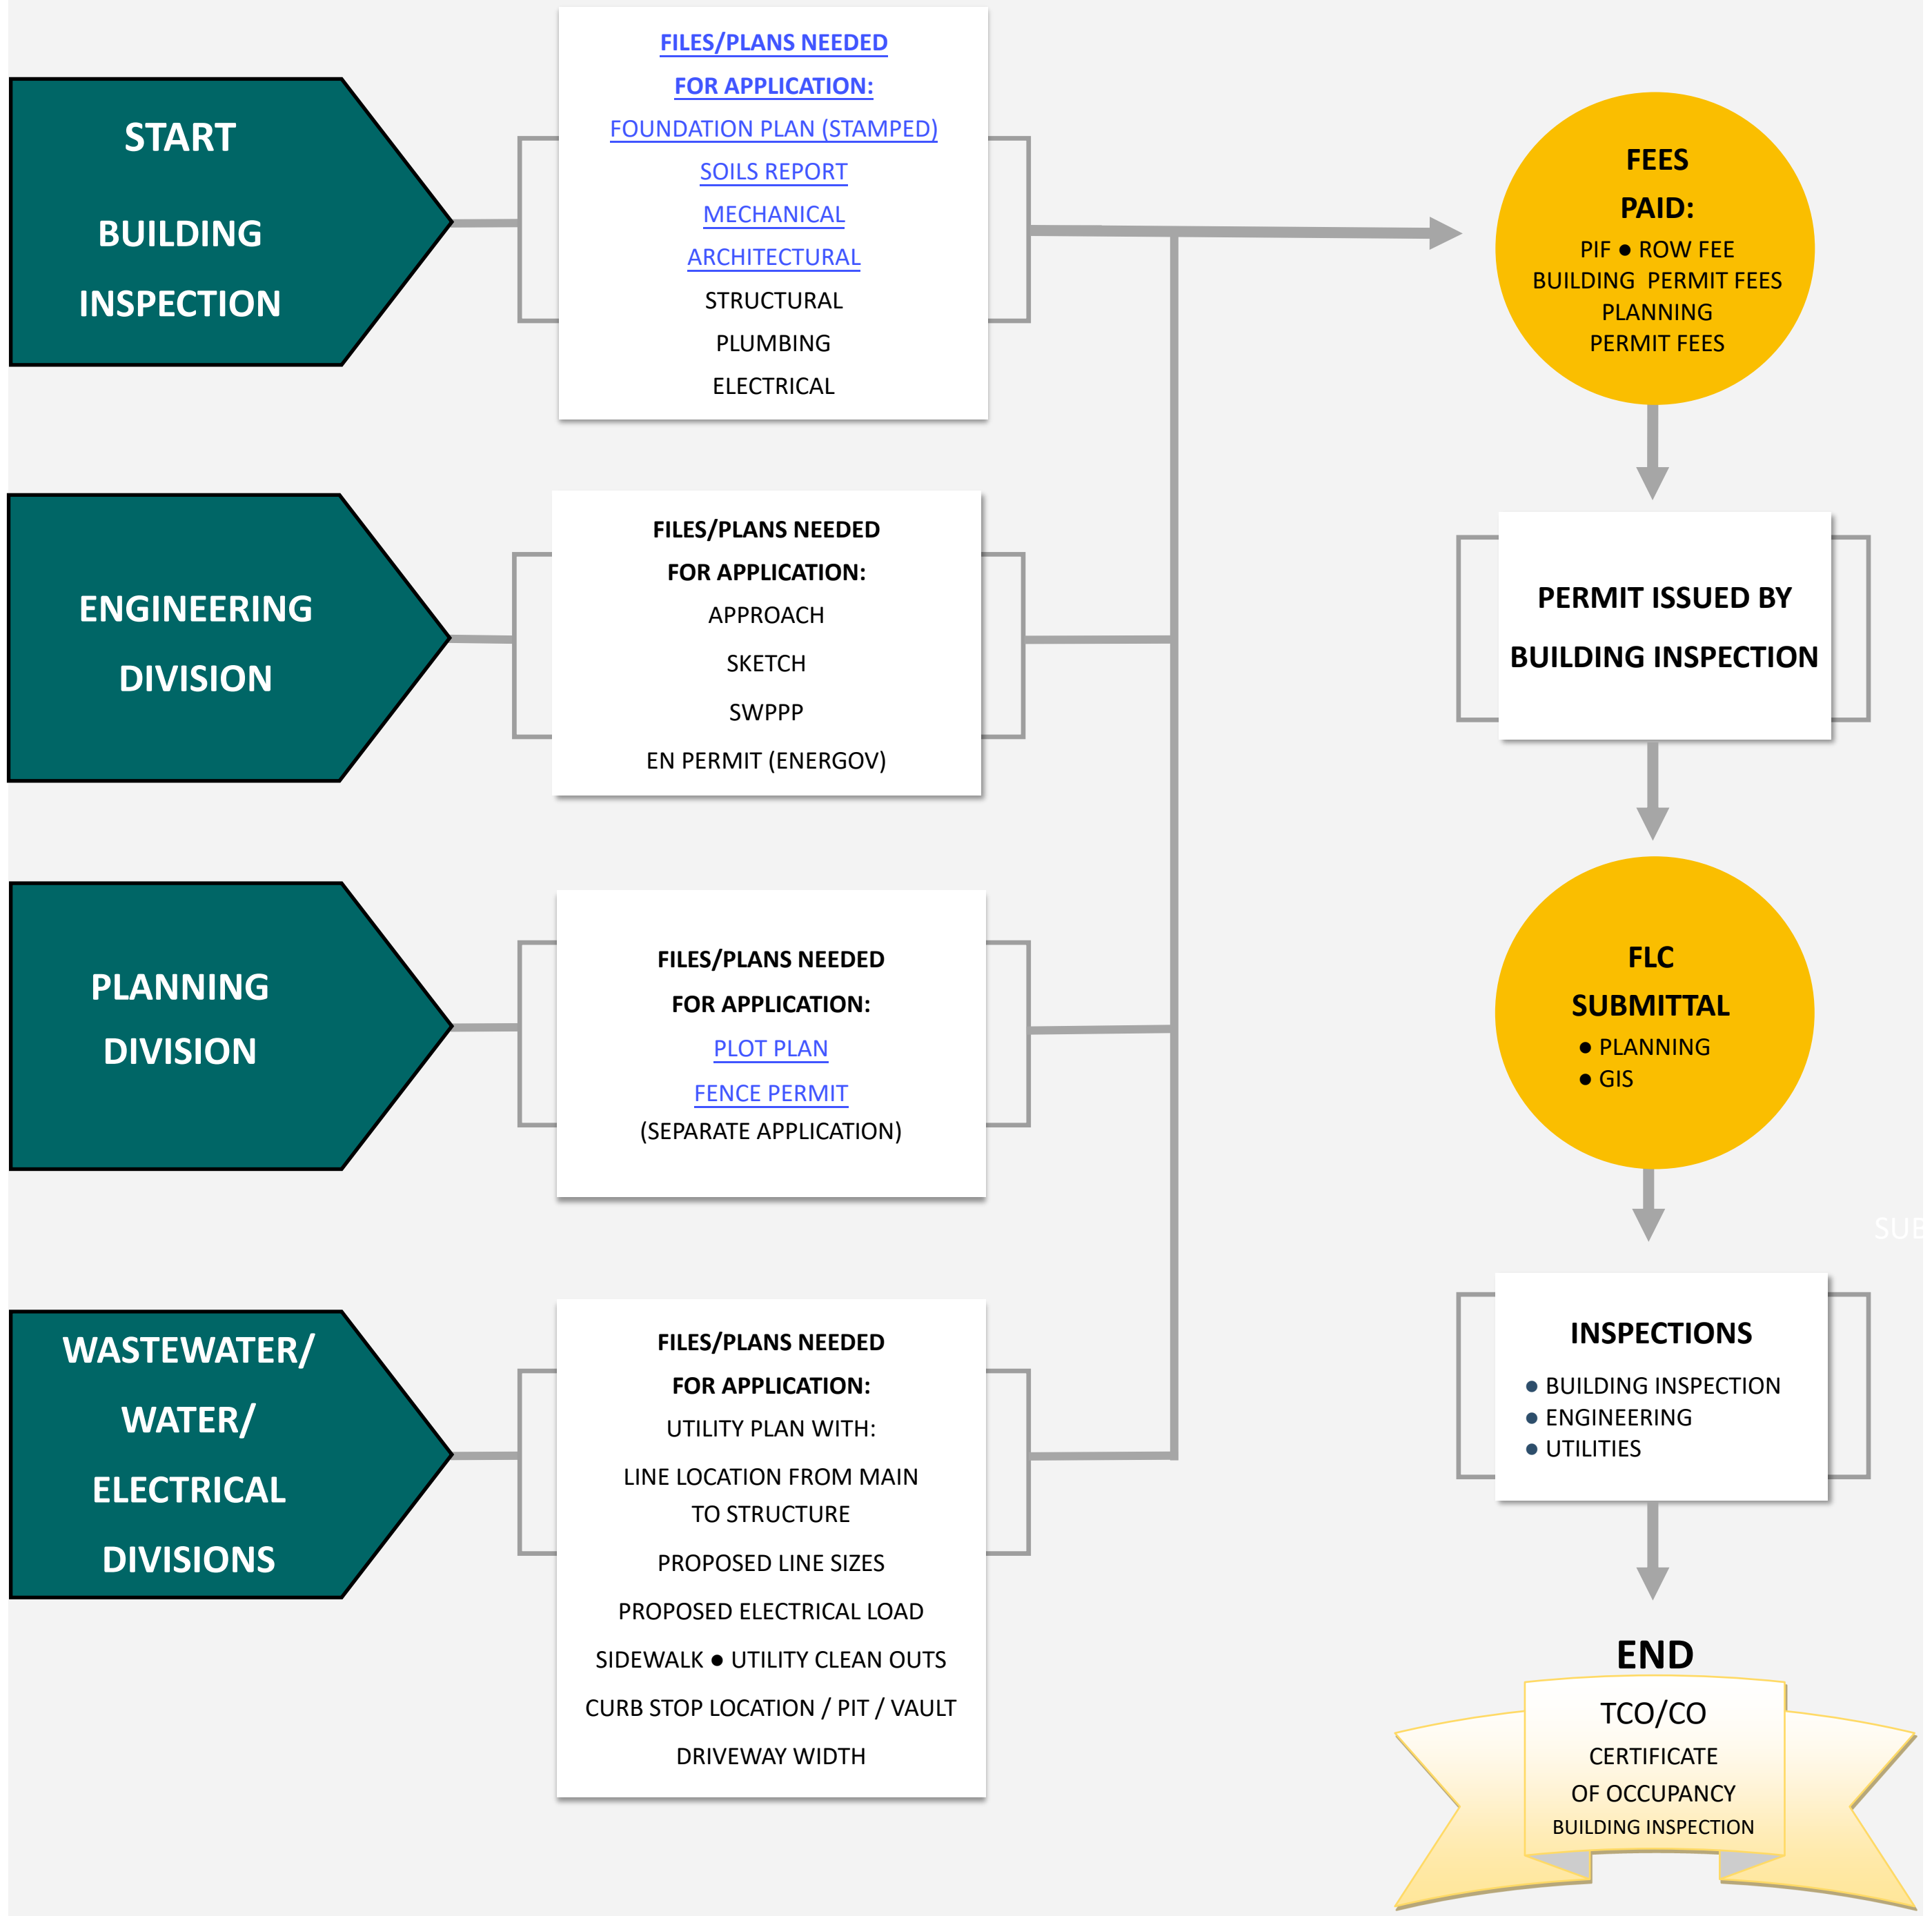 START
BUILDING
INSPECTION
FILES/PLANS NEEDED
FOR APPLICATION:
FOUNDATION PLAN (STAMPED)
SOILS REPORT
MECHANICAL
ARCHITECTURAL
STRUCTURAL
PLUMBING
ELECTRICAL
ENGINEERING
DIVISION
FILES/PLANS NEEDED
FOR APPLICATION:
APPROACH
SKETCH
SWPPP
EN PERMIT (ENERGOV)
PLANNING
DIVISION
FILES/PLANS NEEDED
FOR APPLICATION:
PLOT PLAN
FENCE PERMIT
(SEPARATE APPLICATION)
WASTEWATER/
WATER/
ELECTRICAL
DIVISIONS
FILES/PLANS NEEDED
FOR APPLICATION:
UTILITY PLAN WITH:
LINE LOCATION FROM MAIN
TO STRUCTURE
PROPOSED LINE SIZES
PROPOSED ELECTRICAL LOAD
SIDEWALK ● UTILITY CLEAN OUTS
CURB STOP LOCATION / PIT / VAULT
DRIVEWAY WIDTH
FEES
PAID:
PIF ● ROW FEE
BUILDING PERMIT FEES
PLANNING
PERMIT FEES
PERMIT ISSUED BY
BUILDING INSPECTION
FLC
SUBMITTAL
● PLANNING
● GIS
SUB
INSPECTIONS
● BUILDING INSPECTION
● ENGINEERING
● UTILITIES
END
TCO/CO
CERTIFICATE
OF OCCUPANCY
BUILDING INSPECTION